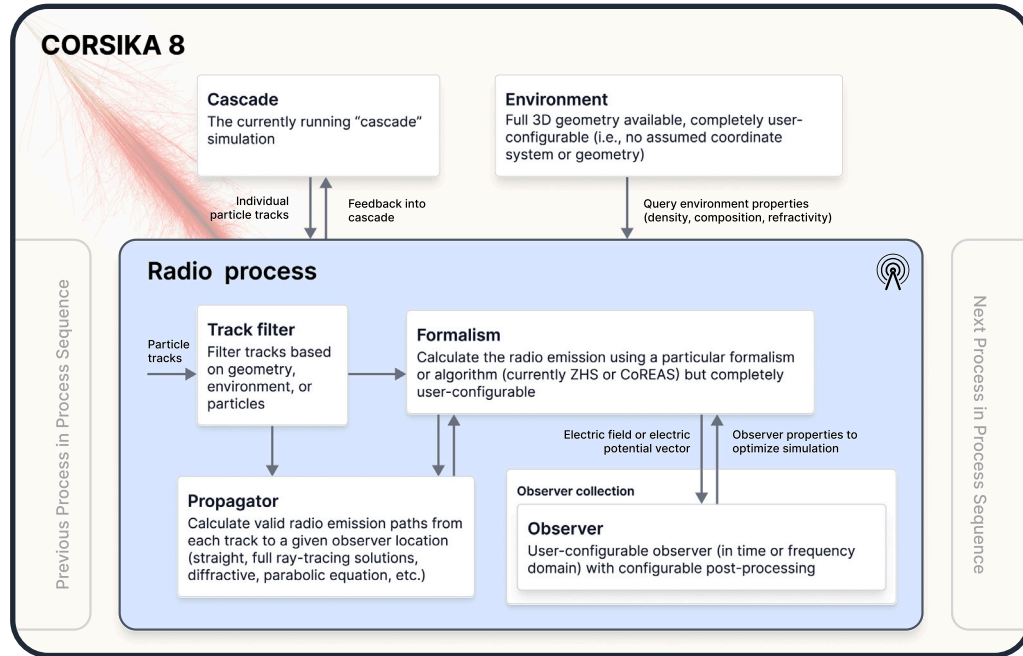 CORSIKA 8
Cascade
The currently running “cascade”
simulation
Environment
Full 3D geometry available, completely user-
configurable (i.e., no assumed coordinate
system or geometry)
Individual
particle tracks
Feedback into
cascade
Query environment properties
(density, composition, refractivity)
Previous Process in Process Sequence
Radio process
Particle
tracks
Track filter
Filter tracks based
on geometry,
environment, or
particles
Formalism
Calculate the radio emission using a particular formalism
or algorithm (currently ZHS or CoREAS) but completely
user-configurable
Electric field or electric
potential vector
Observer properties to
optimize simulation
Propagator
Calculate valid radio emission paths from
each track to a given observer location
(straight, full ray-tracing solutions,
diffractive, parabolic equation, etc.)
Observer collection
Observer
User-configurable observer (in time or frequency
domain) with configurable post-processing
Next Process in Process Sequence